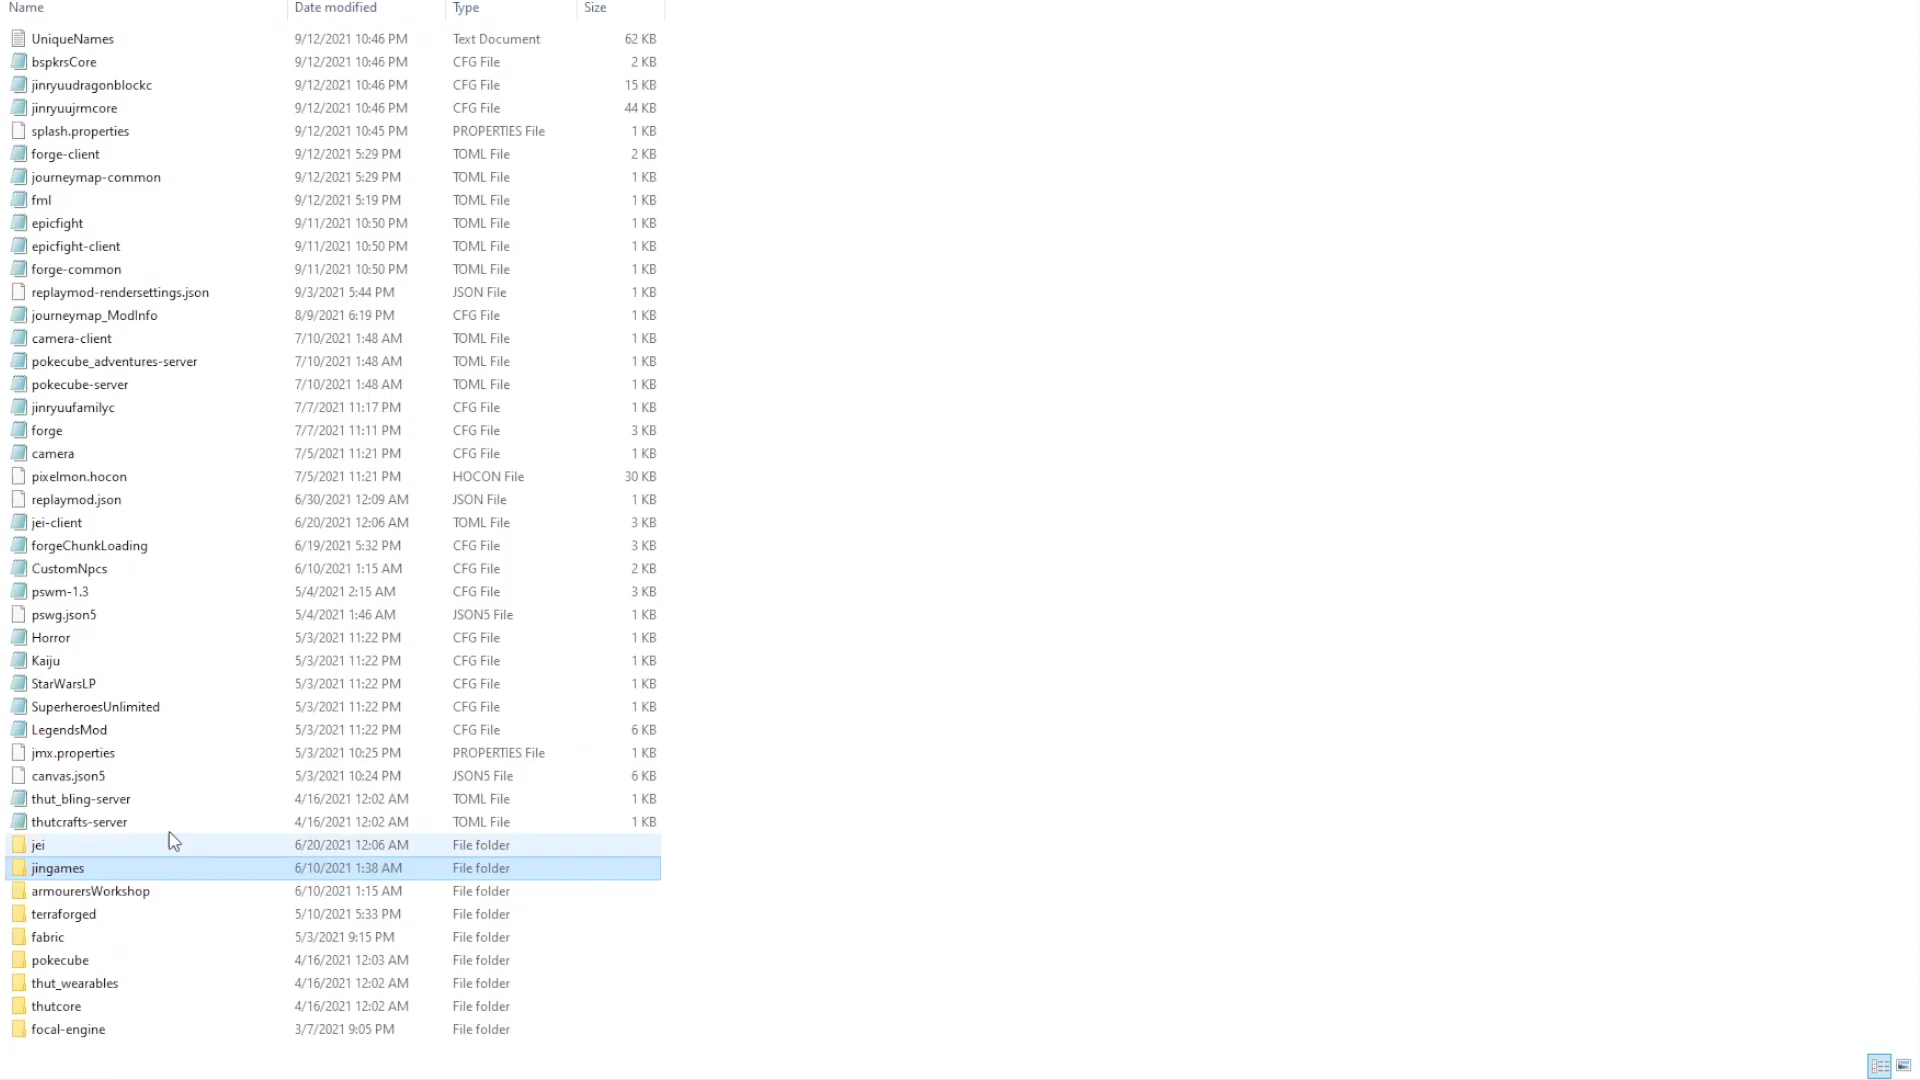 Name Date modified Type Size
UniqueNames 9/12/2021 10:46 PM Text Document 62 KB
bspkrsCore 9/12/2021 10:46 PM CFG File 2 KB
jinryuudragonblockc 9/12/2021 10:46 PM CFG File 15 KB
jinryuujrmcore 9/12/2021 10:46 PM CFG File 44 KB
splash.properties 9/12/2021 10:45 PM PROPERTIES File 1 KB
forge-client 9/12/2021 5:29 PM TOML File 2 KB
journeymap-common 9/12/2021 5:29 PM TOML File 1 KB
fml 9/12/2021 5:19 PM TOML File 1 KB
epicfight 9/11/2021 10:50 PM TOML File 1 KB
epicfight-client 9/11/2021 10:50 PM TOML File 1 KB
forge-common 9/11/2021 10:50 PM TOML File 1 KB
replaymod-rendersettings.json 9/3/2021 5:44 PM JSON File 1 KB
journeymap_ModInfo 8/9/2021 6:19 PM CFG File 1 KB
camera-client 7/10/2021 1:48 AM TOML File 1 KB
pokecube_adventures-server 7/10/2021 1:48 AM TOML File 1 KB
pokecube-server 7/10/2021 1:48 AM TOML File 1 KB
jinryuufamilyc 7/7/2021 11:17 PM CFG File 1 KB
forge 7/7/2021 11:11 PM CFG File 3 KB
camera 7/5/2021 11:21 PM CFG File 1 KB
pixelmon.hocon 7/5/2021 11:21 PM HOCON File 30 KB
replaymod.json 6/30/2021 12:09 AM JSON File 1 KB
jei-client 6/20/2021 12:06 AM TOML File 3 KB
forgeChunkLoading 6/19/2021 5:32 PM CFG File 3 KB
CustomNpcs 6/10/2021 1:15 AM CFG File 2 KB
pswm-1.3 5/4/2021 2:15 AM CFG File 3 KB
pswg.json5 5/4/2021 1:46 AM JSON5 File 1 KB
Horror 5/3/2021 11:22 PM CFG File 1 KB
Kaiju 5/3/2021 11:22 PM CFG File 1 KB
StarWarsLP 5/3/2021 11:22 PM CFG File 1 KB
SuperheroesUnlimited 5/3/2021 11:22 PM CFG File 1 KB
LegendsMod 5/3/2021 11:22 PM CFG File 6 KB
jmx.properties 5/3/2021 10:25 PM PROPERTIES File 1 KB
canvas.json5 5/3/2021 10:24 PM JSON5 File 6 KB
thut_bling-server 4/16/2021 12:02 AM TOML File 1 KB
thutcrafts-server 4/16/2021 12:02 AM TOML File 1 KB
jei 6/20/2021 12:06 AM File folder
jingames 6/10/2021 1:38 AM File folder
armourersWorkshop 6/10/2021 1:15 AM File folder
terraforged 5/10/2021 5:33 PM File folder
fabric 5/3/2021 9:15 PM File folder
pokecube 4/16/2021 12:03 AM File folder
thut_wearables 4/16/2021 12:02 AM File folder
thutcore 4/16/2021 12:02 AM File folder
focal-engine 3/7/2021 9:05 PM File folder